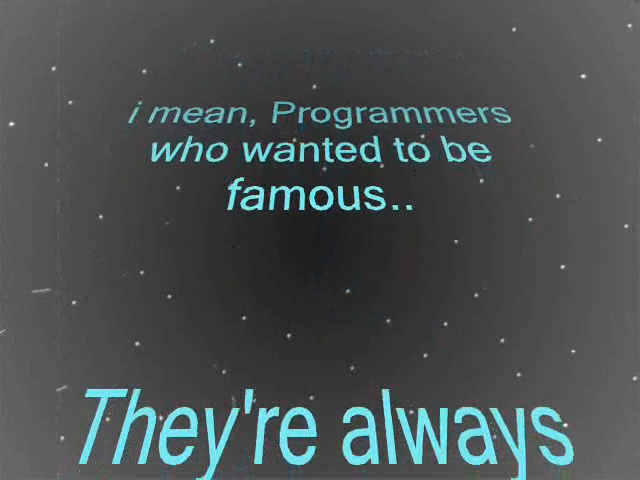 i mean, Programmers
who wanted to be
famous..
They're always